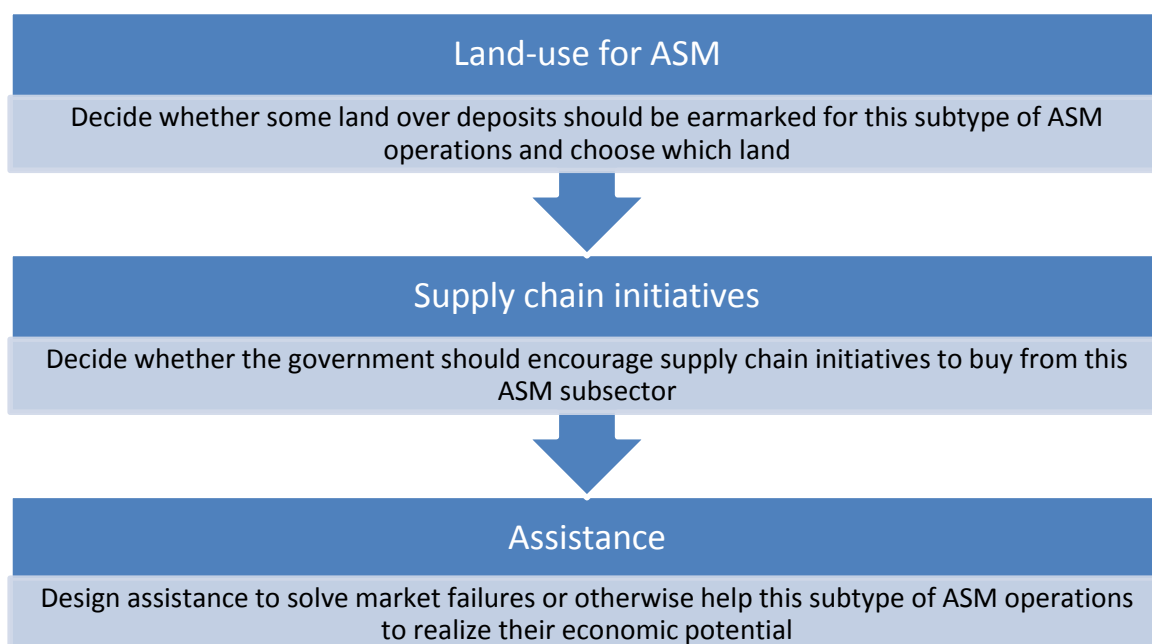 Land-use for ASM
Decide whether some land over deposits should be earmarked for this subtype of ASM
operations and choose which land
Supply chain initiatives
Decide whether the government should encourage supply chain initiatives to buy from this
ASM subsector
Assistance
Design assistance to solve market failures or otherwise help this subtype of ASM operations
to realize their economic potential